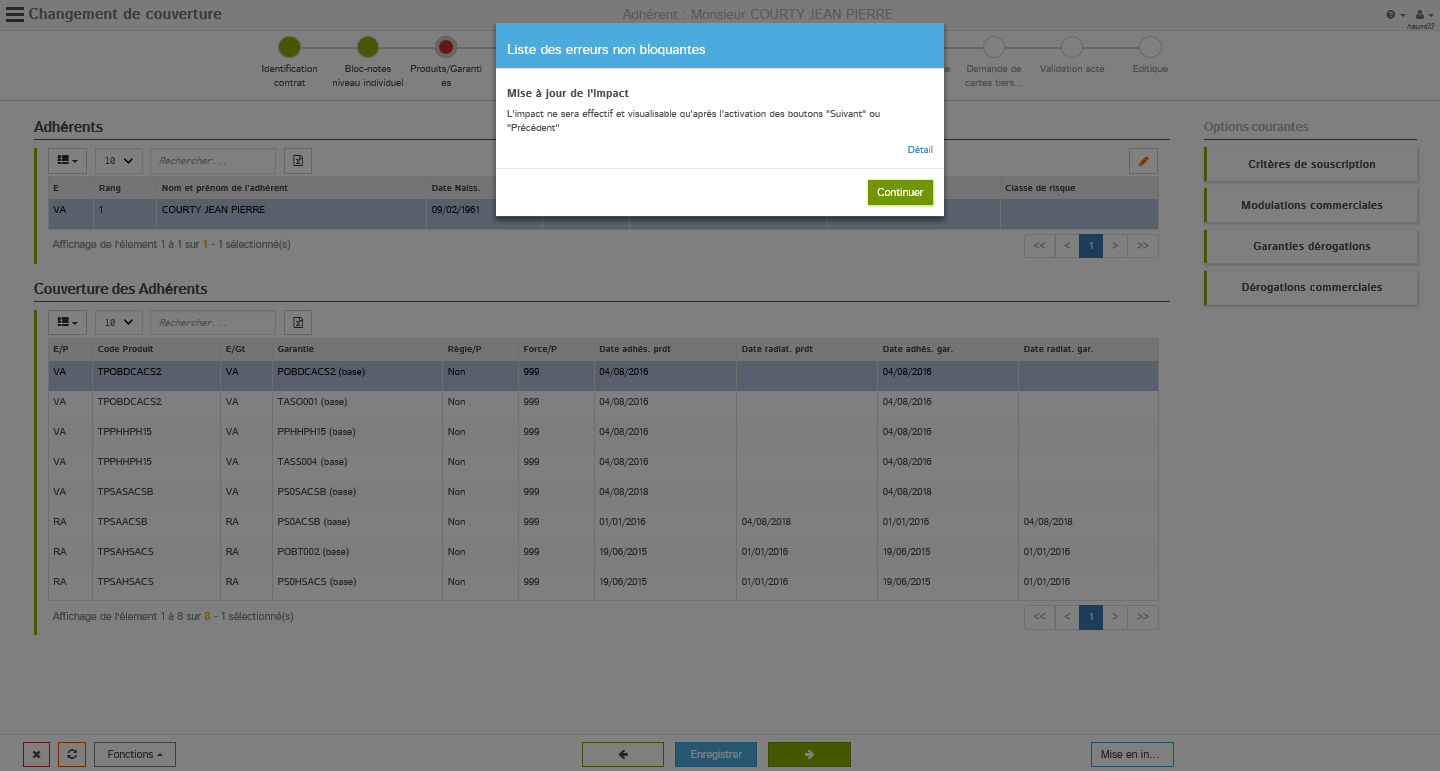 Changement de couverture
Adhérent : Monsieur COURTY JEAN PIERRE
haum03
Identification contrat
Bloc-notes niveau individuel
Produits/Garanti es
Demande de cartes tiers...
Validation acte
Editique
Liste des erreurs non bloquantes
Mise à jour de l'impact
L'impact ne sera effectif et visualisable qu'après l'activation des boutons "Suivant" ou
"Précédent"
Détail
Continuer
Adhérents
10 Rechercher...
E Rang Nom et prénom de l'adhérent Date Naiss. Classe de risque
VA 1 COURTY JEAN PIERRE 09/02/1961
Affichage de l'élement 1 à 1 sur 1 - 1 sélectionné(s)
<< < 1 > >>
Options courantes
Critères de souscription
Modulations commerciales
Garanties dérogations
Dérogations commerciales
Couverture des Adhérents
10 Rechercher...
E/P Code Produit E/Gt Garantie Règle/P Force/P Date adhés. prdt Date radiat. prdt Date adhés. gar. Date radiat. gar.
VA TPOBDCACS2 VA POBDCACS2 (base) Non 999 04/08/2016 04/08/2016
VA TPOBDCACS2 VA TASO001 (base) Non 999 04/08/2016 04/08/2016
VA TPPHHPH15 VA PPHHPH15 (base) Non 999 04/08/2016 04/08/2016
VA TPPHHPH15 VA TASS004 (base) Non 999 04/08/2016 04/08/2016
VA TPSASACSB VA PS0SACSB (base) Non 999 04/08/2018 04/08/2018
RA TPSAACSB RA PS0ACSB (base) Non 999 01/01/2016 04/08/2018 01/01/2016 04/08/2018
RA TPSAHSACS RA POBT002 (base) Non 999 19/06/2015 01/01/2016 19/06/2015 01/01/2016
RA TPSAHSACS RA PS0HSACS (base) Non 999 19/06/2015 01/01/2016 19/06/2015 01/01/2016
Affichage de l'élement 1 à 8 sur 8 - 1 sélectionné(s)
<< < 1 > >>
Fonctions
Enregistrer
Mise en in...